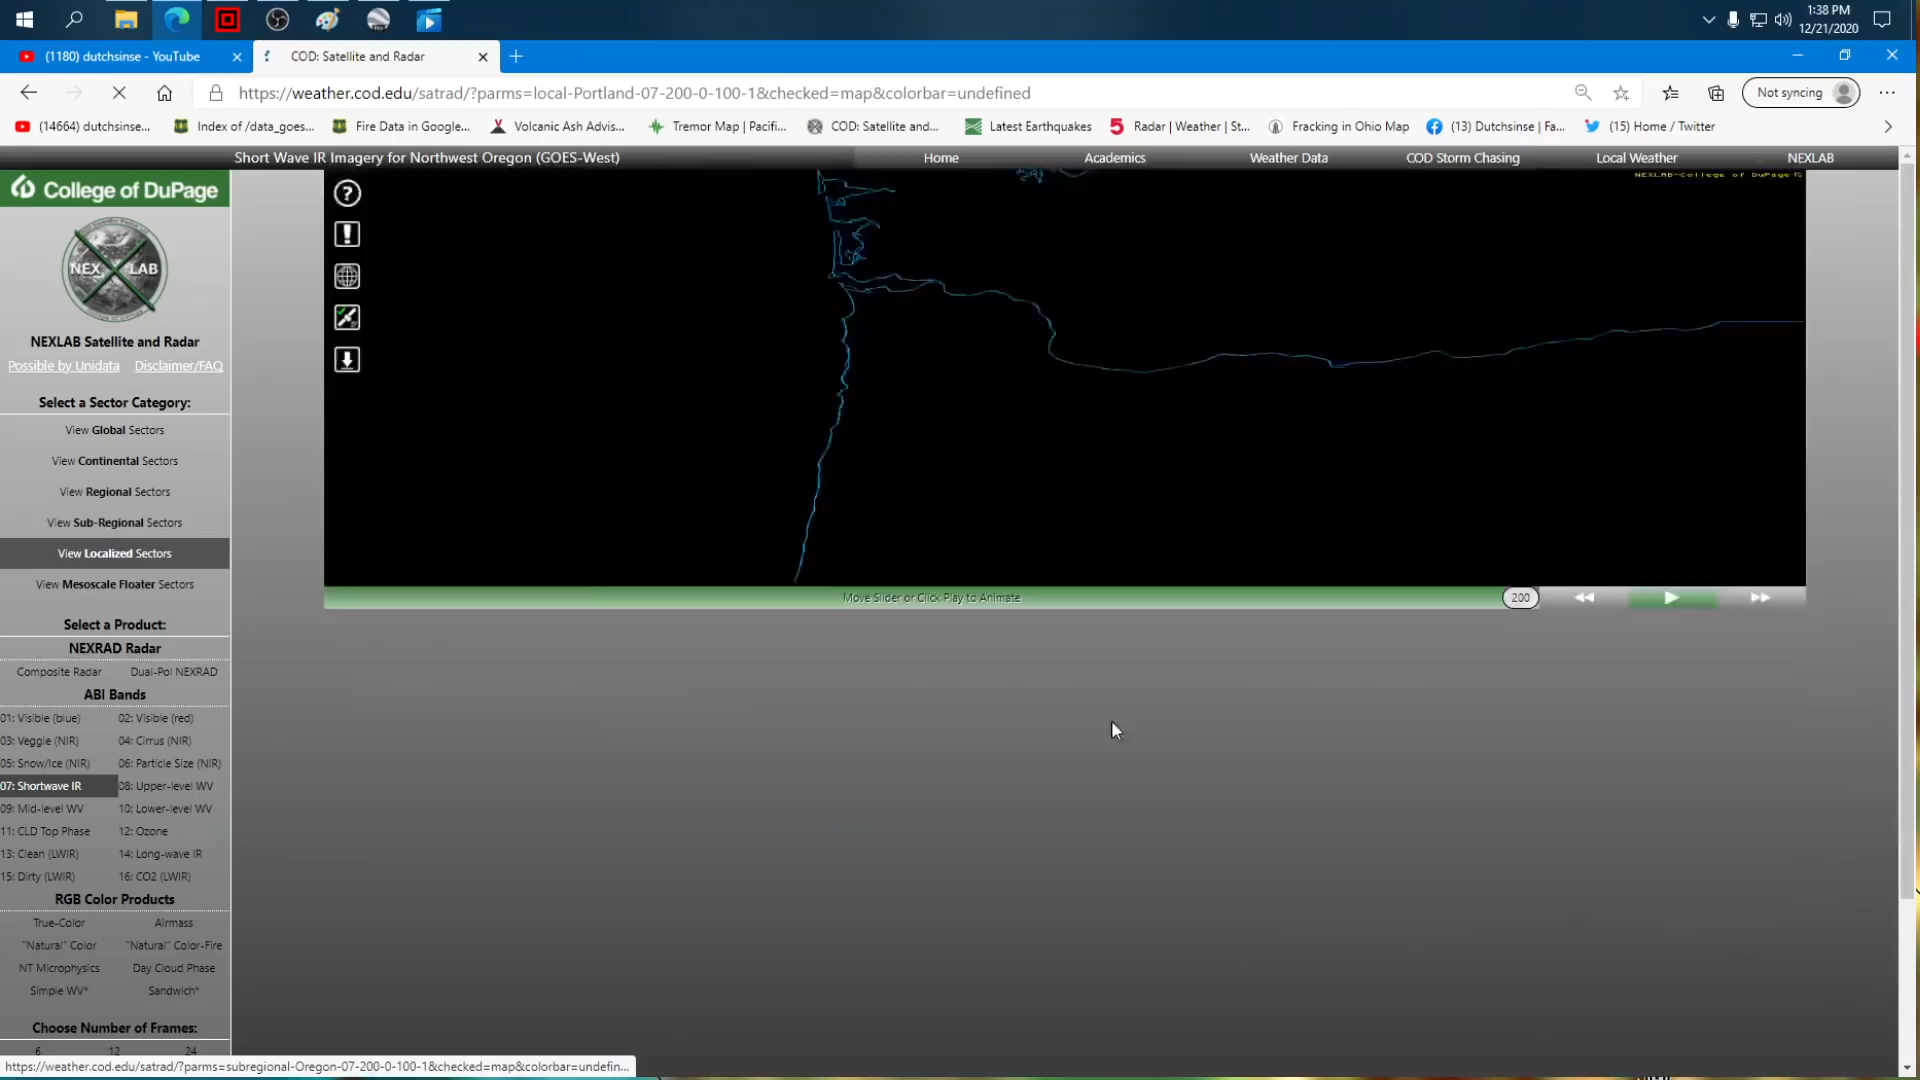 1:38 PM
12/21/2020
(1180) dutchsinse - YouTube
COD: Satellite and Radar
https://weather.cod.edu/satrad/?parms=local-Portland-07-200-0-100-1&checked=map&colorbar=undefined
Not syncing
(14664) dutchsinse...
Index of /data_goes...
Fire Data in Google...
Volcanic Ash Advis...
Tremor Map | Pacifi...
COD: Satellite and...
Latest Earthquakes
Radar | Weather | St...
Fracking in Ohio Map
(13) Dutchsinse | Fa...
(15) Home / Twitter
Short Wave IR Imagery for Northwest Oregon (GOES-West)
Home
Academics
Weather Data
COD Storm Chasing
Local Weather
NEXLAB
College of DuPage
NEXLAB-College of DuPage
NEX LAB
NEXLAB Satellite and Radar
Possible by Unidata
Disclaimer/FAQ
Select a Sector Category:
View Global Sectors
View Continental Sectors
View Regional Sectors
View Sub-Regional Sectors
View Localized Sectors
View Mesoscale Floater Sectors
Move Slider or Click Play to Animate
200
Select a Product:
NEXRAD Radar
Composite Radar
Dual-Pol NEXRAD
ABI Bands
01: Visible (blue)
02: Visible (red)
03: Veggie (NIR)
04: Cirrus (NIR)
05: Snow/Ice (NIR)
06: Particle Size (NIR)
07: Shortwave IR
08: Upper-level WV
09: Mid-level WV
10: Lower-level WV
11: CLD Top Phase
12: Ozone
13: Clean (LWIR)
14: Long-wave IR
15: Dirty (LWIR)
16: CO2 (LWIR)
RGB Color Products
True-Color
Airmass
"Natural" Color
"Natural" Color-Fire
NT Microphysics
Day Cloud Phase
Simple WV*
Sandwich*
Choose Number of Frames:
6
12
24
https://weather.cod.edu/satrad/?parms=subregional-Oregon-07-200-0-100-1&checked=map&colorbar=undefin...